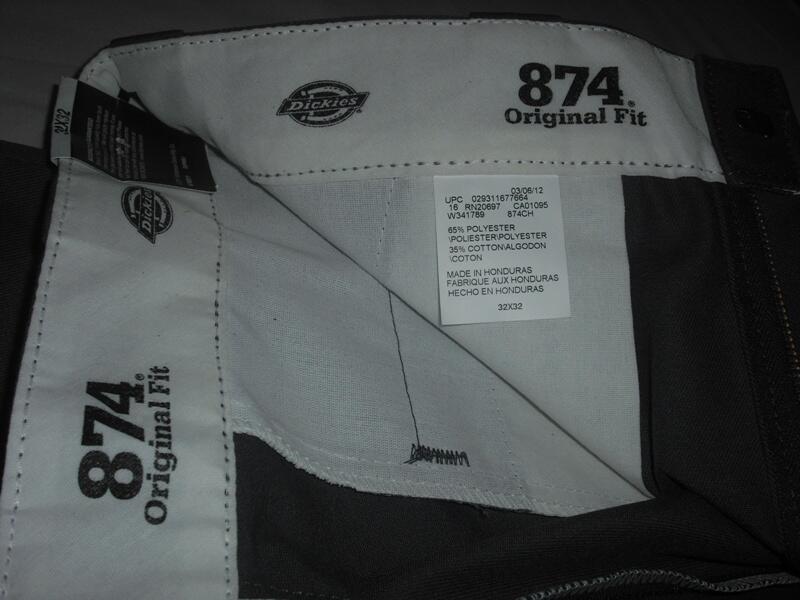 Dickies
874®
Original Fit
32X32
Dickies
874®
Original Fit
03/06/12
UPC 029311677664
16 RN20697 CA01095
W341789 874CH
65% POLYESTER
\POLIESTER\POLYESTER
35% COTTON\ALGODON
\COTON
MADE IN HONDURAS
FABRIQUE AUX HONDURAS
HECHO EN HONDURAS
32X32